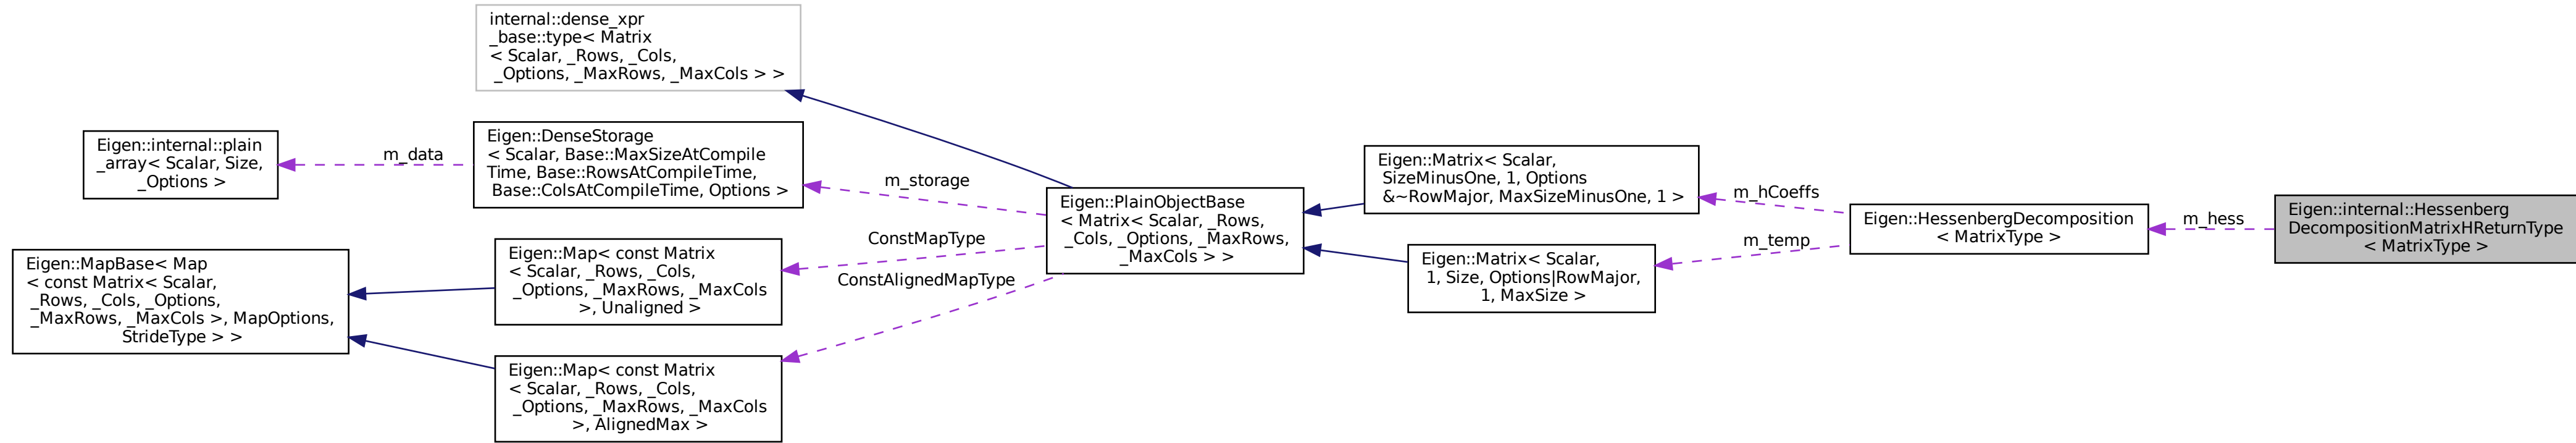 internal::dense_xpr
_base::type< Matrix
< Scalar, _Rows, _Cols,
_Options, _MaxRows, _MaxCols > >
Eigen::internal::plain
_array< Scalar, Size,
_Options >
m_data
Eigen::DenseStorage
< Scalar, Base::MaxSizeAtCompile
Time, Base::RowsAtCompileTime,
Base::ColsAtCompileTime, Options >
m_storage
Eigen::MapBase< Map
< const Matrix< Scalar,
_Rows, _Cols, _Options,
_MaxRows, _MaxCols >, MapOptions,
StrideType > >
Eigen::Map< const Matrix
< Scalar, _Rows, _Cols,
_Options, _MaxRows, _MaxCols
>, Unaligned >
ConstMapType
ConstAlignedMapType
Eigen::Map< const Matrix
< Scalar, _Rows, _Cols,
_Options, _MaxRows, _MaxCols
>, AlignedMax >
Eigen::PlainObjectBase
< Matrix< Scalar, _Rows,
_Cols, _Options, _MaxRows,
_MaxCols > >
Eigen::Matrix< Scalar,
SizeMinusOne, 1, Options
&~RowMajor, MaxSizeMinusOne, 1 >
m_hCoeffs
Eigen::Matrix< Scalar,
1, Size, Options|RowMajor,
1, MaxSize >
m_temp
Eigen::HessenbergDecomposition
< MatrixType >
m_hess
Eigen::internal::Hessenberg
DecompositionMatrixHReturnType
< MatrixType >